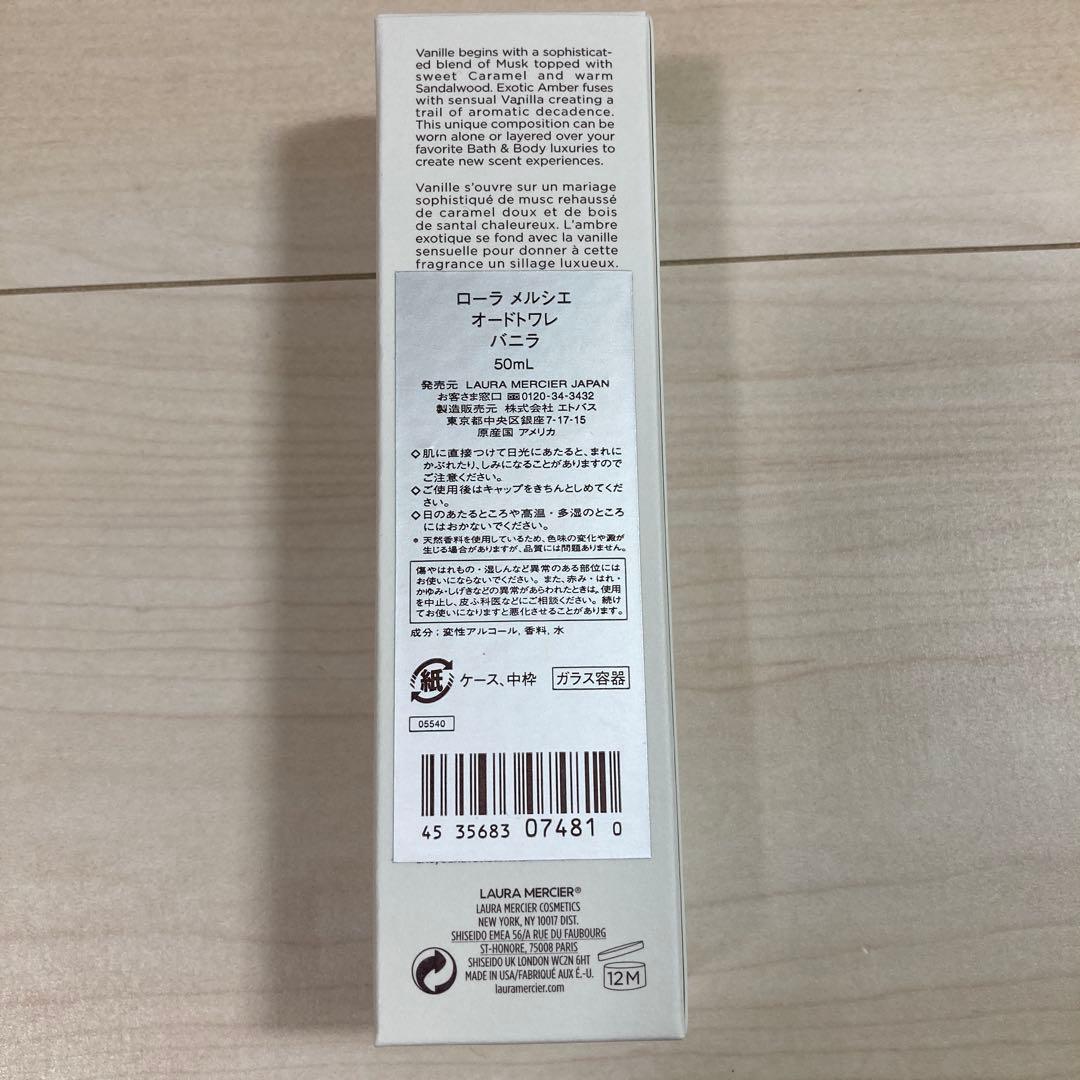 Vanille begins with a sophisticat-
ed blend of Musk topped with
sweet Caramel and warm
Sandalwood. Exotic Amber fuses
with sensual Vanilla creating a
trail of aromatic decadence.
This unique composition can be
worn alone or layered over your
favorite Bath & Body luxuries to
create new scent experiences.
Vanille s'ouvre sur un mariage
sophistiqué de musc rehaussé
de caramel doux et de bois
de santal chaleureux. L'ambre
exotique se fond avec la vanille
sensuelle pour donner à cette
fragrance un sillage luxueux.
ローラ メルシエ
オードトワレ
バニラ
50mL
発売元 LAURA MERCIER JAPAN
お客さま窓口 0120-34-3432
製造販売元 株式会社 エトバス
東京都中央区銀座7-17-15
原産国 アメリカ
◇肌に直接つけて日光にあたると、まれに
かぶれたり、しみになることがありますので
ご注意ください。
◇ご使用後はキャップをきちんとしめてくだ
さい。
◇日のあたるところや高温・多湿のところ
にはおかないでください。
* 天然香料を使用しているため、色味の変化や澱が
生じる場合がありますが、品質には問題ありません。
傷やはれもの・湿しんなど異常のある部位には
お使いにならないでください。また、赤み・はれ・
かゆみ・しげきなどの異常があらわれたときは、使用
を中止し、皮ふ科医などにご相談ください。続け
てお使いになりますと悪化させることがあります。
成分;変性アルコール, 香料, 水
紙 ケース、中枠 ガラス容器
05540
45 35683 07481 0
LAURA MERCIER®
LAURA MERCIER COSMETICS
NEW YORK, NY 10017 DIST.
SHISEIDO EMEA 56/A RUE DU FAUBOURG
ST-HONORE, 75008 PARIS
SHISEIDO UK LONDON WC2N 6HT
MADE IN USA/FABRIQUÉ AUX É.-U.
lauramercier.com
12M